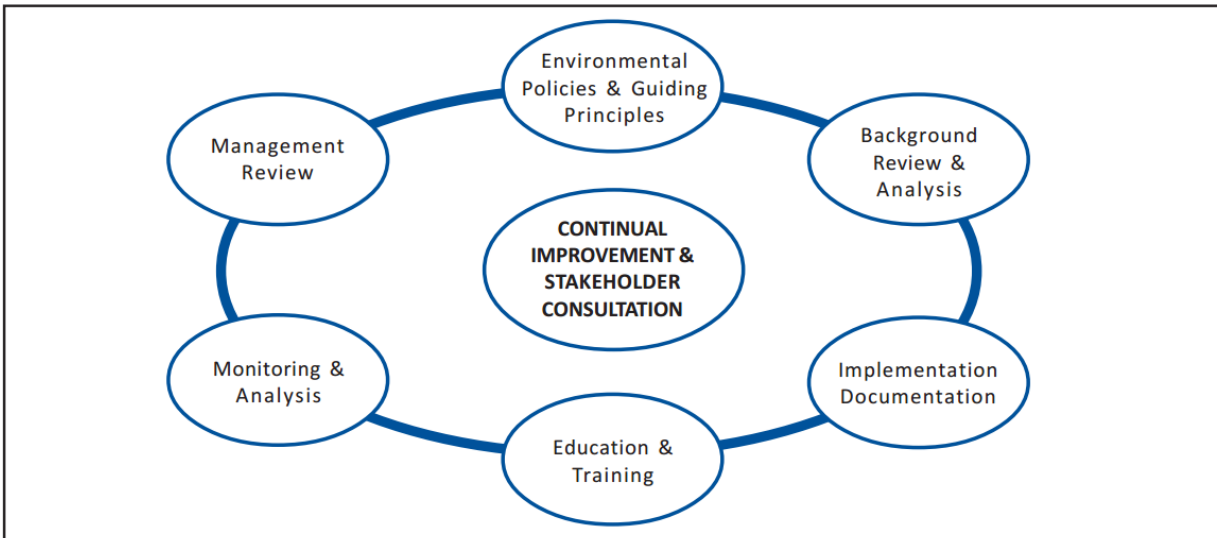 Environmental
Policies & Guiding
Principles
Management
Review
Background
Review &
Analysis
CONTINUAL
IMPROVEMENT &
STAKEHOLDER
CONSULTATION
Monitoring &
Analysis
Implementation
Documentation
Education &
Training